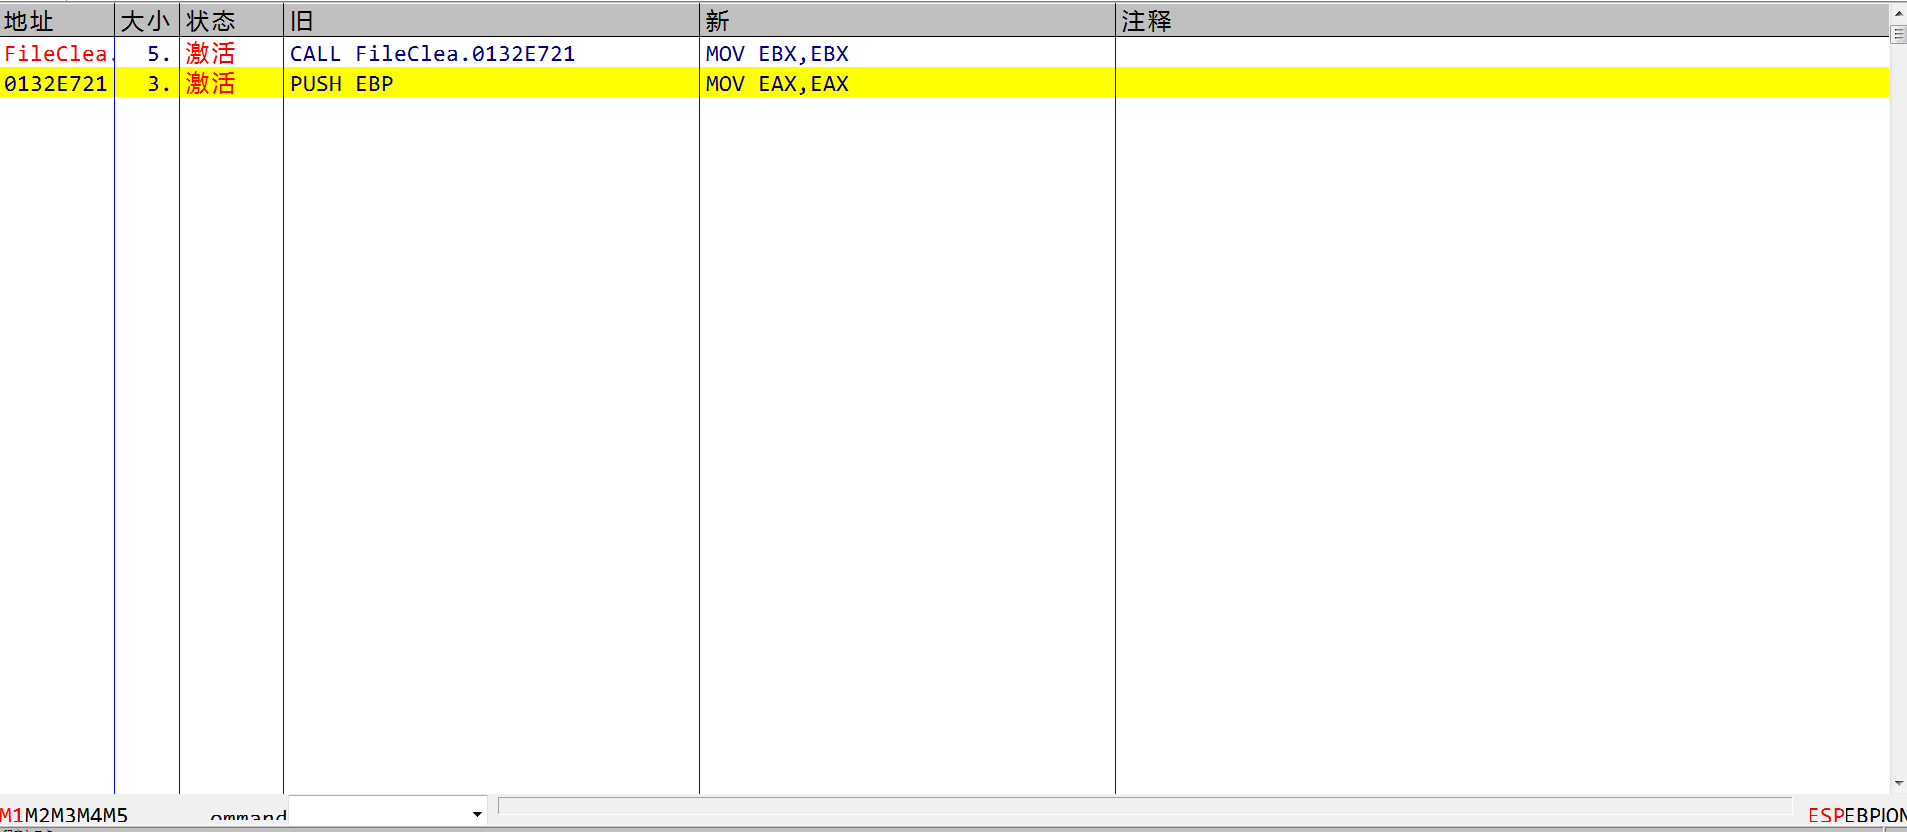 地址 大小 状态 旧 新 注释
FileClea. 5. 激活 CALL FileClea.0132E721 MOV EBX,EBX
0132E721 3. 激活 PUSH EBP MOV EAX,EAX
M1M2M3M4M5 ommand ESPEBPION